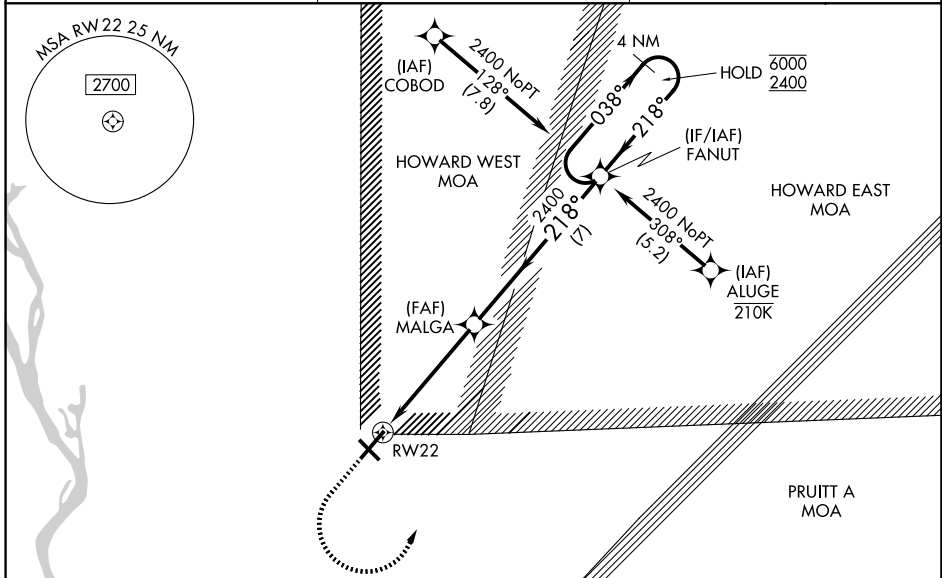 MSA RW22 25 NM
2700
(IAF)
COBOD
2400 NoPT
128°
(7.8)
4 NM
HOLD 6000
2400
038°
218°
(IF/IAF)
FANUT
HOWARD WEST
MOA
HOWARD EAST
MOA
2400
218°
(7)
2400 NoPT
308°
(5.2)
(IAF)
ALUGE
210K
(FAF)
MALGA
RW22
PRUITT A
MOA